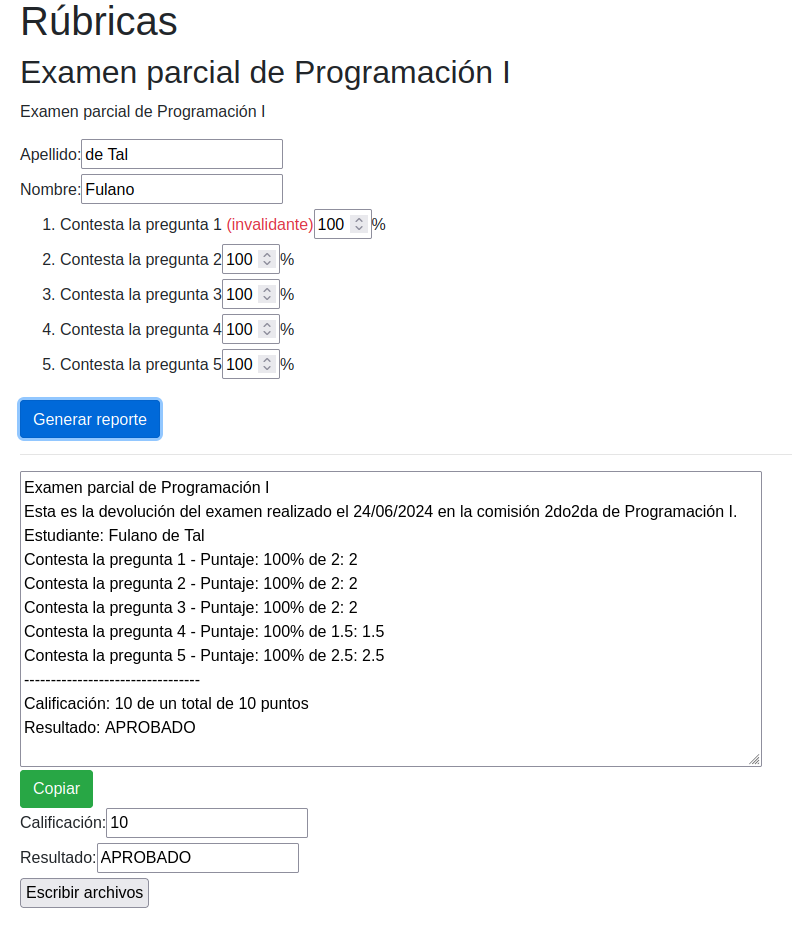 Rúbricas
Examen parcial de Programación I
Examen parcial de Programación I
Apellido: de Tal
Nombre: Fulano
1. Contesta la pregunta 1 (invalidante) 100 %
2. Contesta la pregunta 2 100 %
3. Contesta la pregunta 3 100 %
4. Contesta la pregunta 4 100 %
5. Contesta la pregunta 5 100 %
Generar reporte
Examen parcial de Programación I
Esta es la devolución del examen realizado el 24/06/2024 en la comisión 2do2da de Programación I.
Estudiante: Fulano de Tal
Contesta la pregunta 1 - Puntaje: 100% de 2: 2
Contesta la pregunta 2 - Puntaje: 100% de 2: 2
Contesta la pregunta 3 - Puntaje: 100% de 2: 2
Contesta la pregunta 4 - Puntaje: 100% de 1.5: 1.5
Contesta la pregunta 5 - Puntaje: 100% de 2.5: 2.5
---------------------------------
Calificación: 10 de un total de 10 puntos
Resultado: APROBADO
Copiar
Calificación: 10
Resultado: APROBADO
Escribir archivos